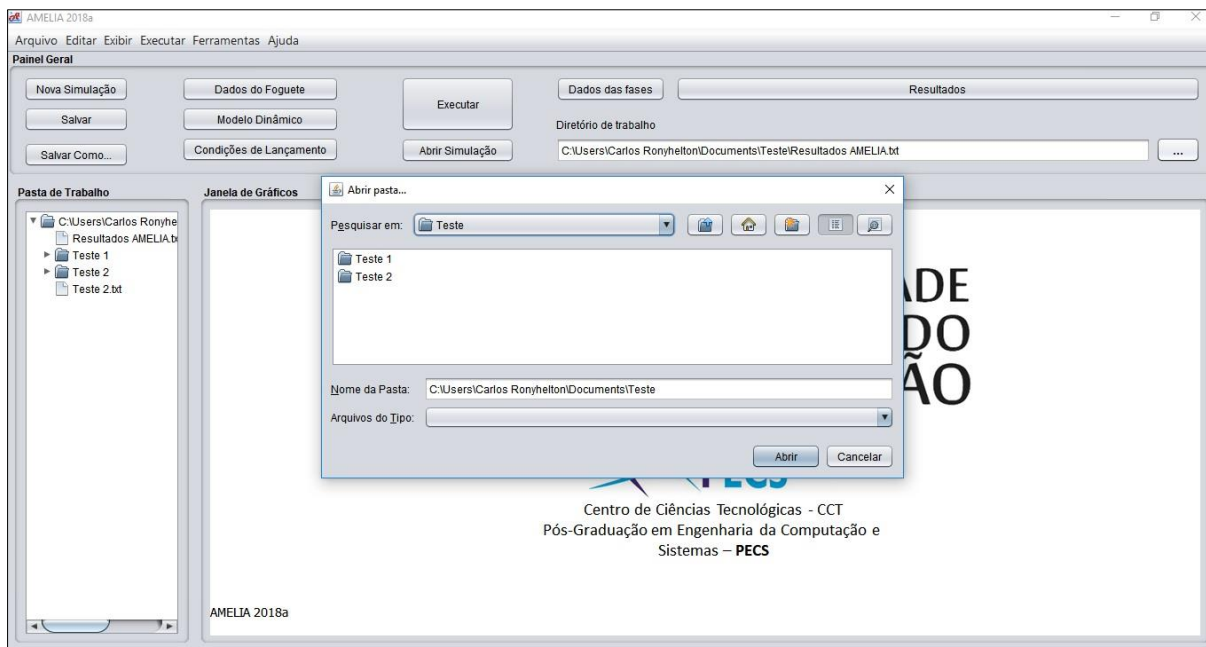 AMELIA 2018a
Arquivo Editar Exibir Executar Ferramentas Ajuda
Painel Geral
Nova Simulação Dados do Foguete Executar Dados das fases Resultados
Salvar Modelo Dinâmico Diretório de trabalho
Salvar Como... Condições de Lançamento Abrir Simulação C:\Users\Carlos Ronyhelton\Documents\Teste\Resultados AMELIA.txt ...
Pasta de Trabalho
C:\Users\Carlos Ronyhe
Resultados AMELIA.tx
Teste 1
Teste 2
Teste 2.txt
Janela de Gráficos
Abrir pasta...
Pesquisar em: Teste
Teste 1
Teste 2
Nome da Pasta: C:\Users\Carlos Ronyhelton\Documents\Teste
Arquivos do Tipo:
Abrir Cancelar
DADE
DO
ÃO
PECS
Centro de Ciências Tecnológicas - CCT
Pós-Graduação em Engenharia da Computação e
Sistemas – PECS
AMELIA 2018a